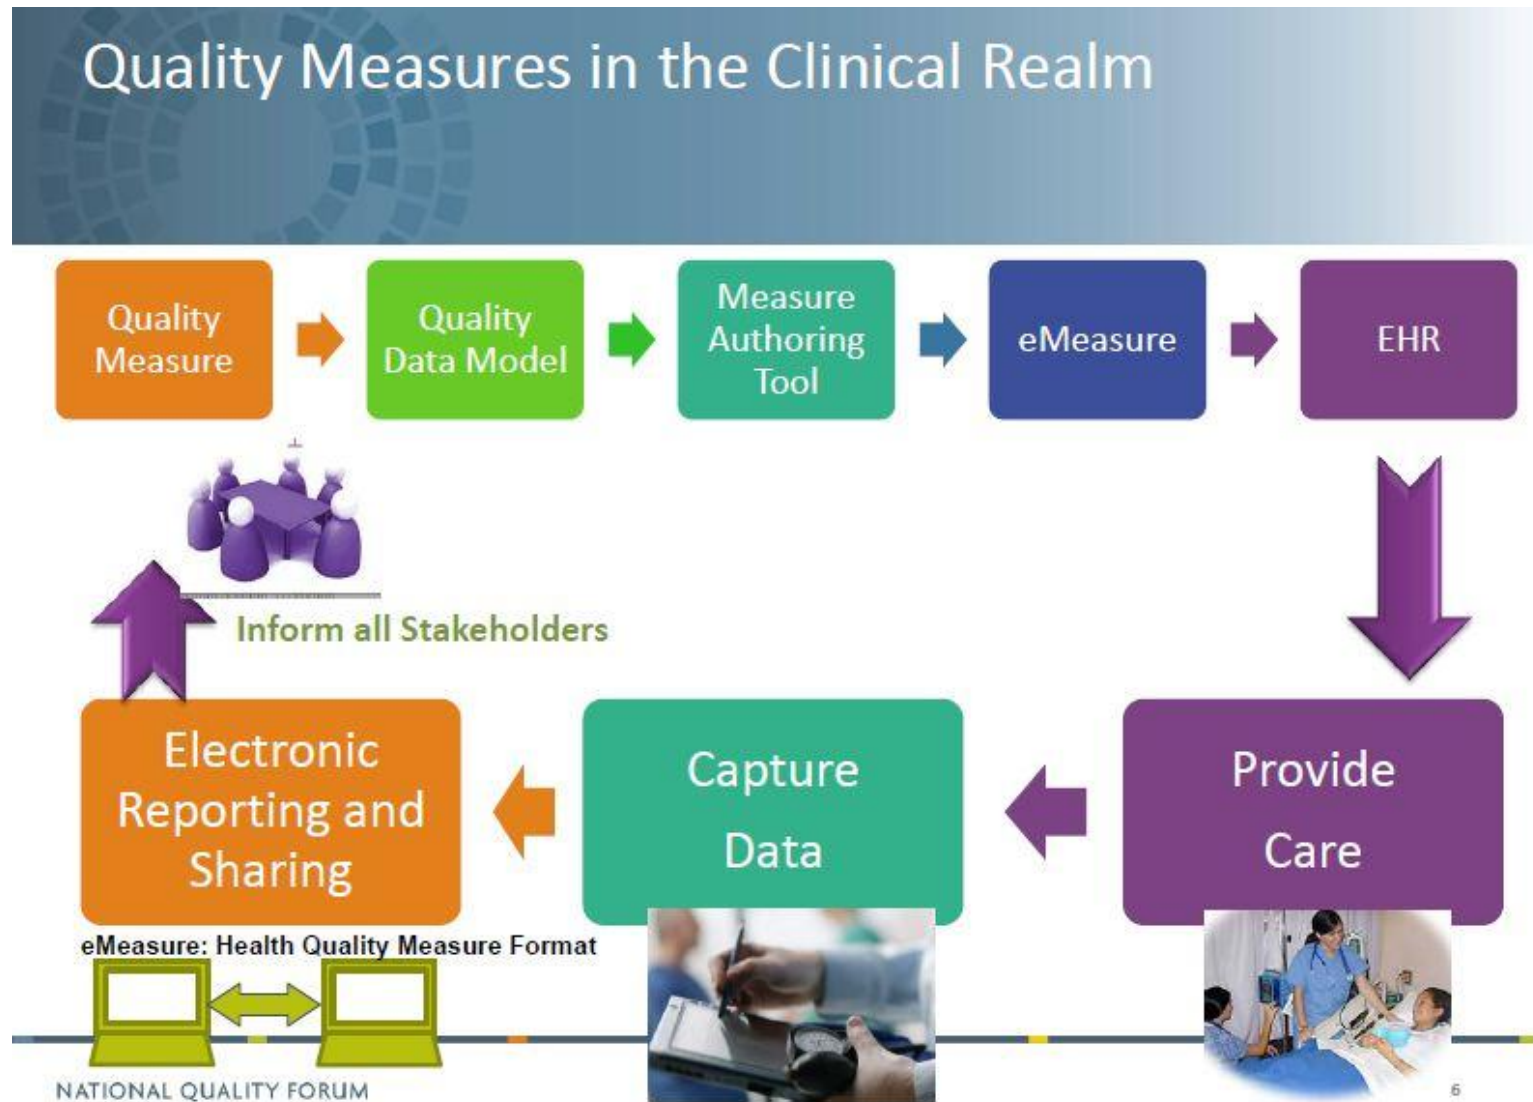 Quality Measures in the Clinical Realm
Quality
Measure
Quality
Data Model
Measure
Authoring
Tool
eMeasure
EHR
Inform all Stakeholders
Electronic
Reporting and
Sharing
Capture
Data
Provide
Care
eMeasure: Health Quality Measure Format
NATIONAL QUALITY FORUM
6